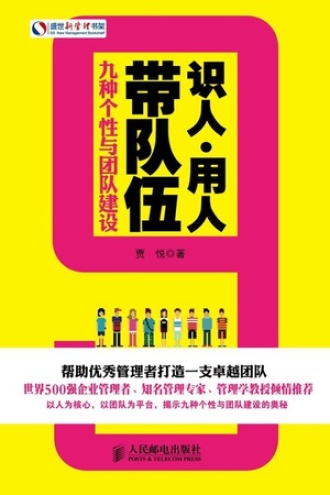 盛世新管理书架
SS New Management Bookshelf
识人·用人
带队伍
九种个性与团队建设
贾 悦◎著
帮助优秀管理者打造一支卓越团队
世界500强企业管理者、知名管理专家、管理学教授倾情推荐
以人为核心，以团队为平台，揭示九种个性与团队建设的奥秘
人民邮电出版社
POSTS & TELECOM PRESS